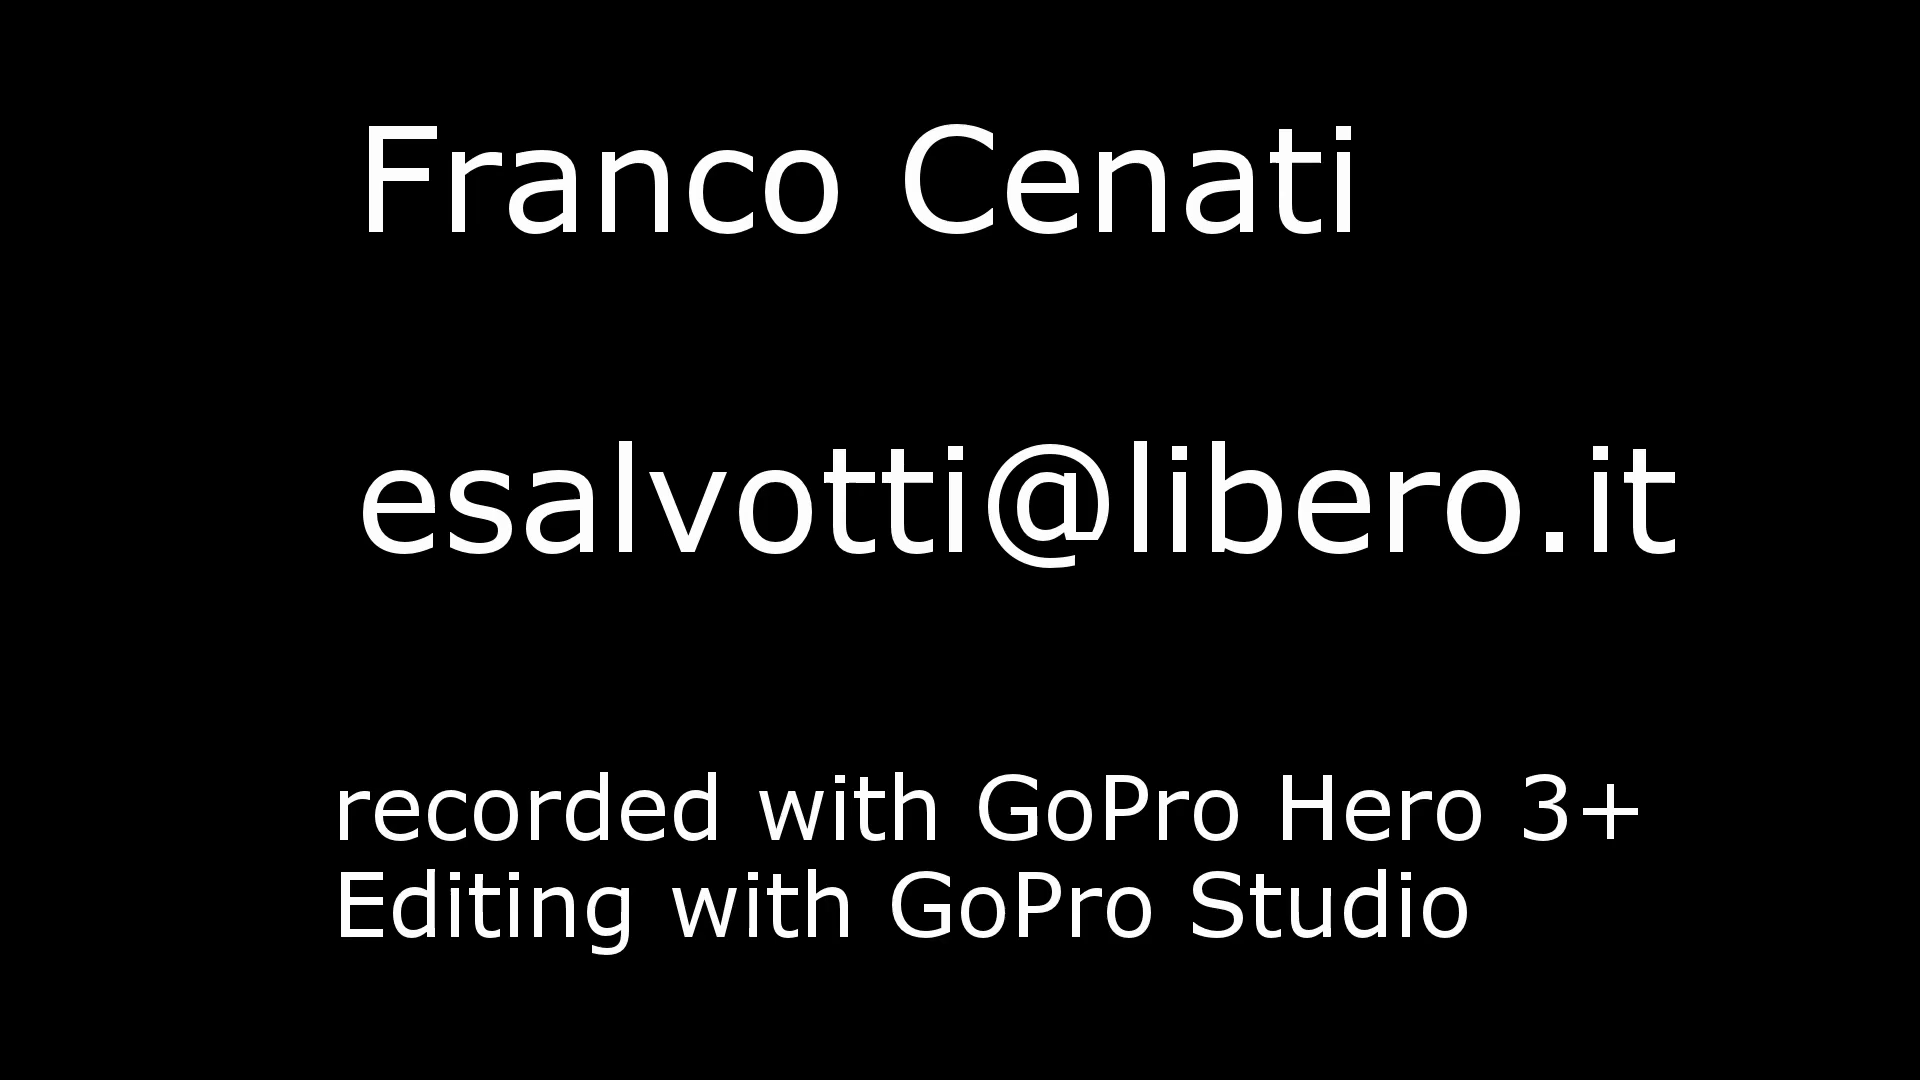 Franco Cenati
esalvotti@libero.it
recorded with GoPro Hero 3+
Editing with GoPro Studio